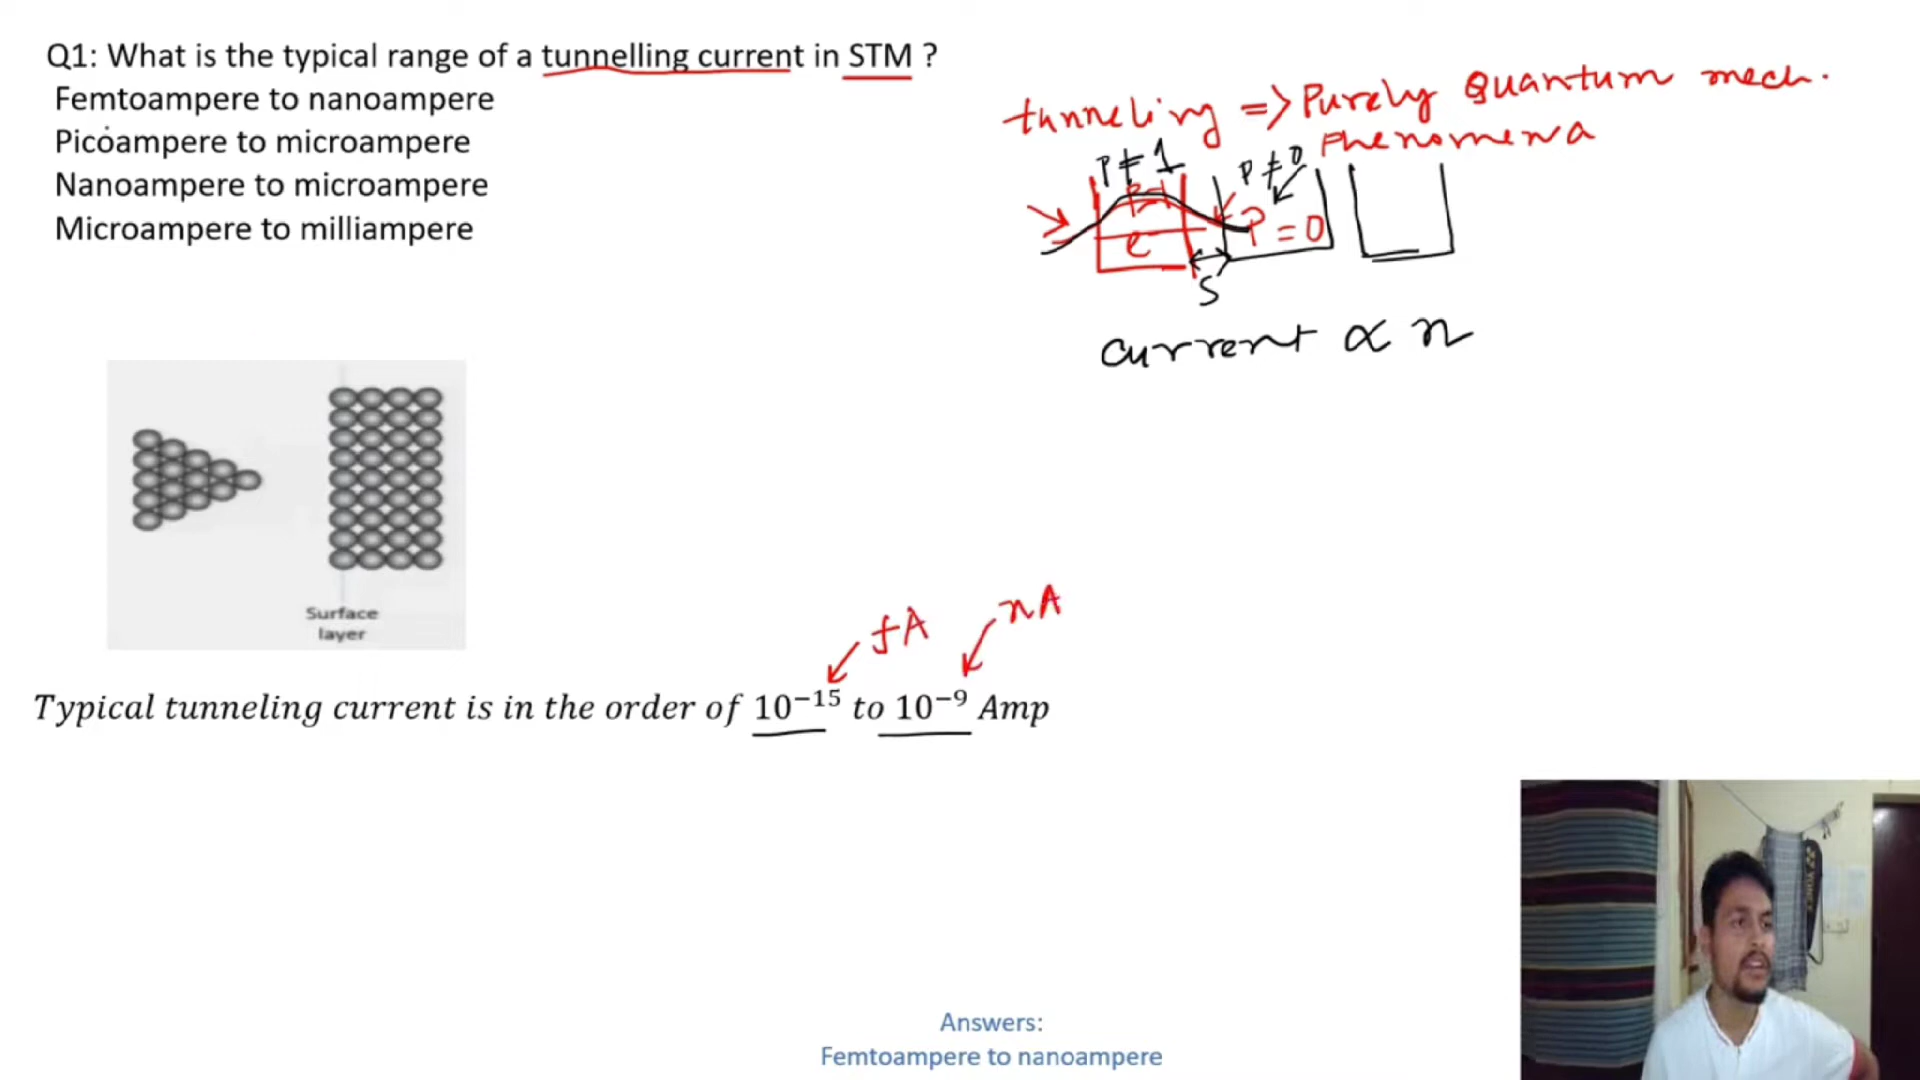 Q1: What is the typical range of a tunnelling current in STM ?
Femtoampere to nanoampere
Picoampere to microampere
Nanoampere to microampere
Microampere to milliampere
tunneling => Purely Quantum mech.
Phenomena
P ≠ 1
P ≠ 0
P = 0
e
S
current ∝ n
Surface
layer
fA
nA
Typical tunneling current is in the order of 10⁻¹⁵ to 10⁻⁹ Amp
Answers:
Femtoampere to nanoampere